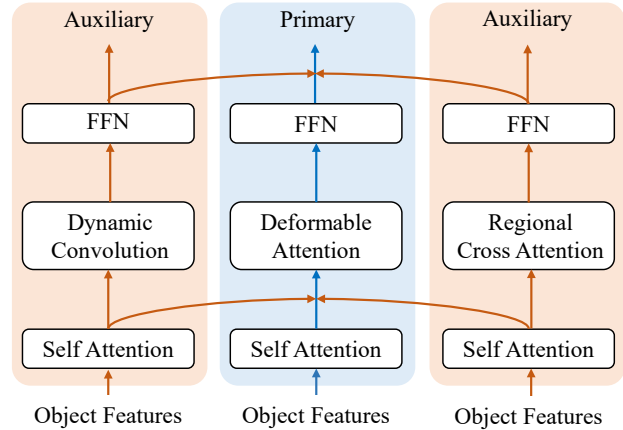 Auxiliary
Primary
Auxiliary
FFN
FFN
FFN
Dynamic
Convolution
Deformable
Attention
Regional
Cross Attention
Self Attention
Self Attention
Self Attention
Object Features
Object Features
Object Features